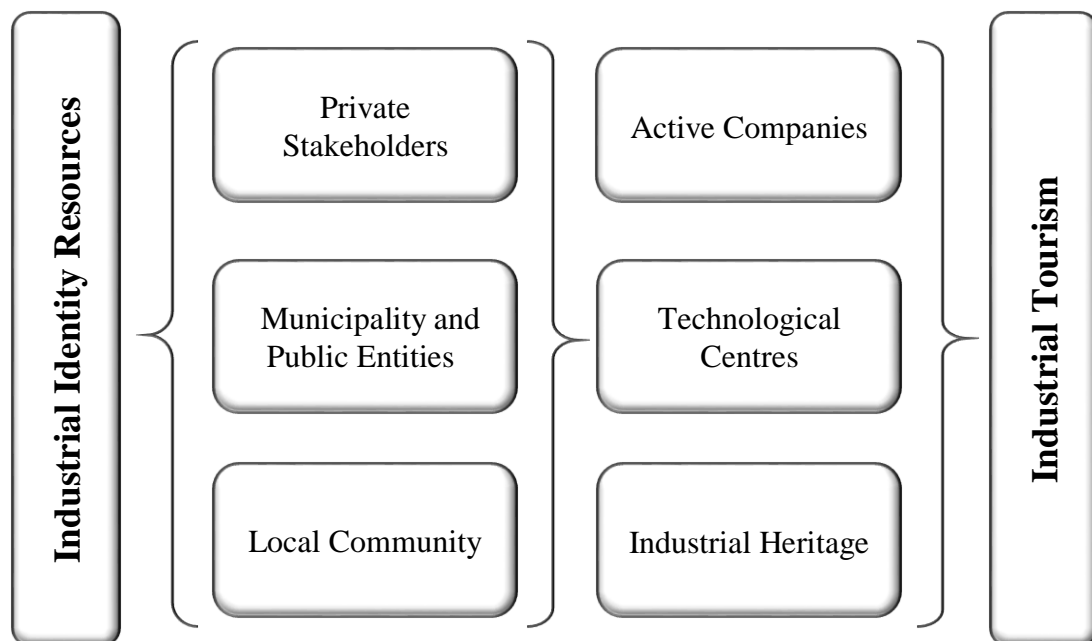 Industrial Identity Resources
Private
Stakeholders
Municipality and
Public Entities
Local Community
Active Companies
Technological
Centres
Industrial Heritage
Industrial Tourism